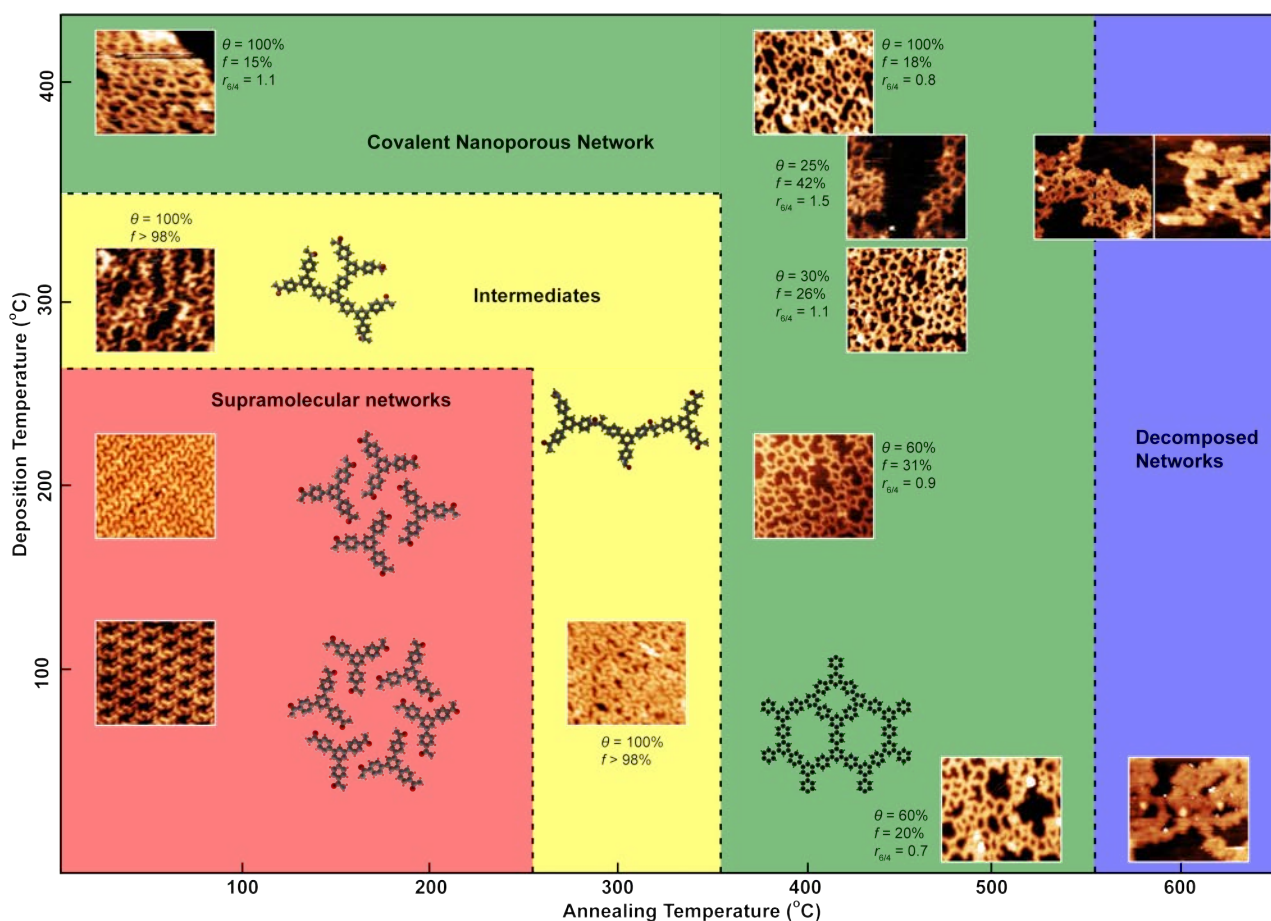 400
300
200
100
Deposition Temperature (°C)
θ = 100%
f = 15%
r6/4 = 1.1
Covalent Nanoporous Network
θ = 100%
f = 18%
r6/4 = 0.8
θ = 25%
f = 42%
r6/4 = 1.5
θ = 100%
f > 98%
Intermediates
θ = 30%
f = 26%
r6/4 = 1.1
Supramolecular networks
θ = 60%
f = 31%
r6/4 = 0.9
Decomposed
Networks
θ = 100%
f > 98%
θ = 60%
f = 20%
r6/4 = 0.7
100
200
300
400
500
600
Annealing Temperature (°C)